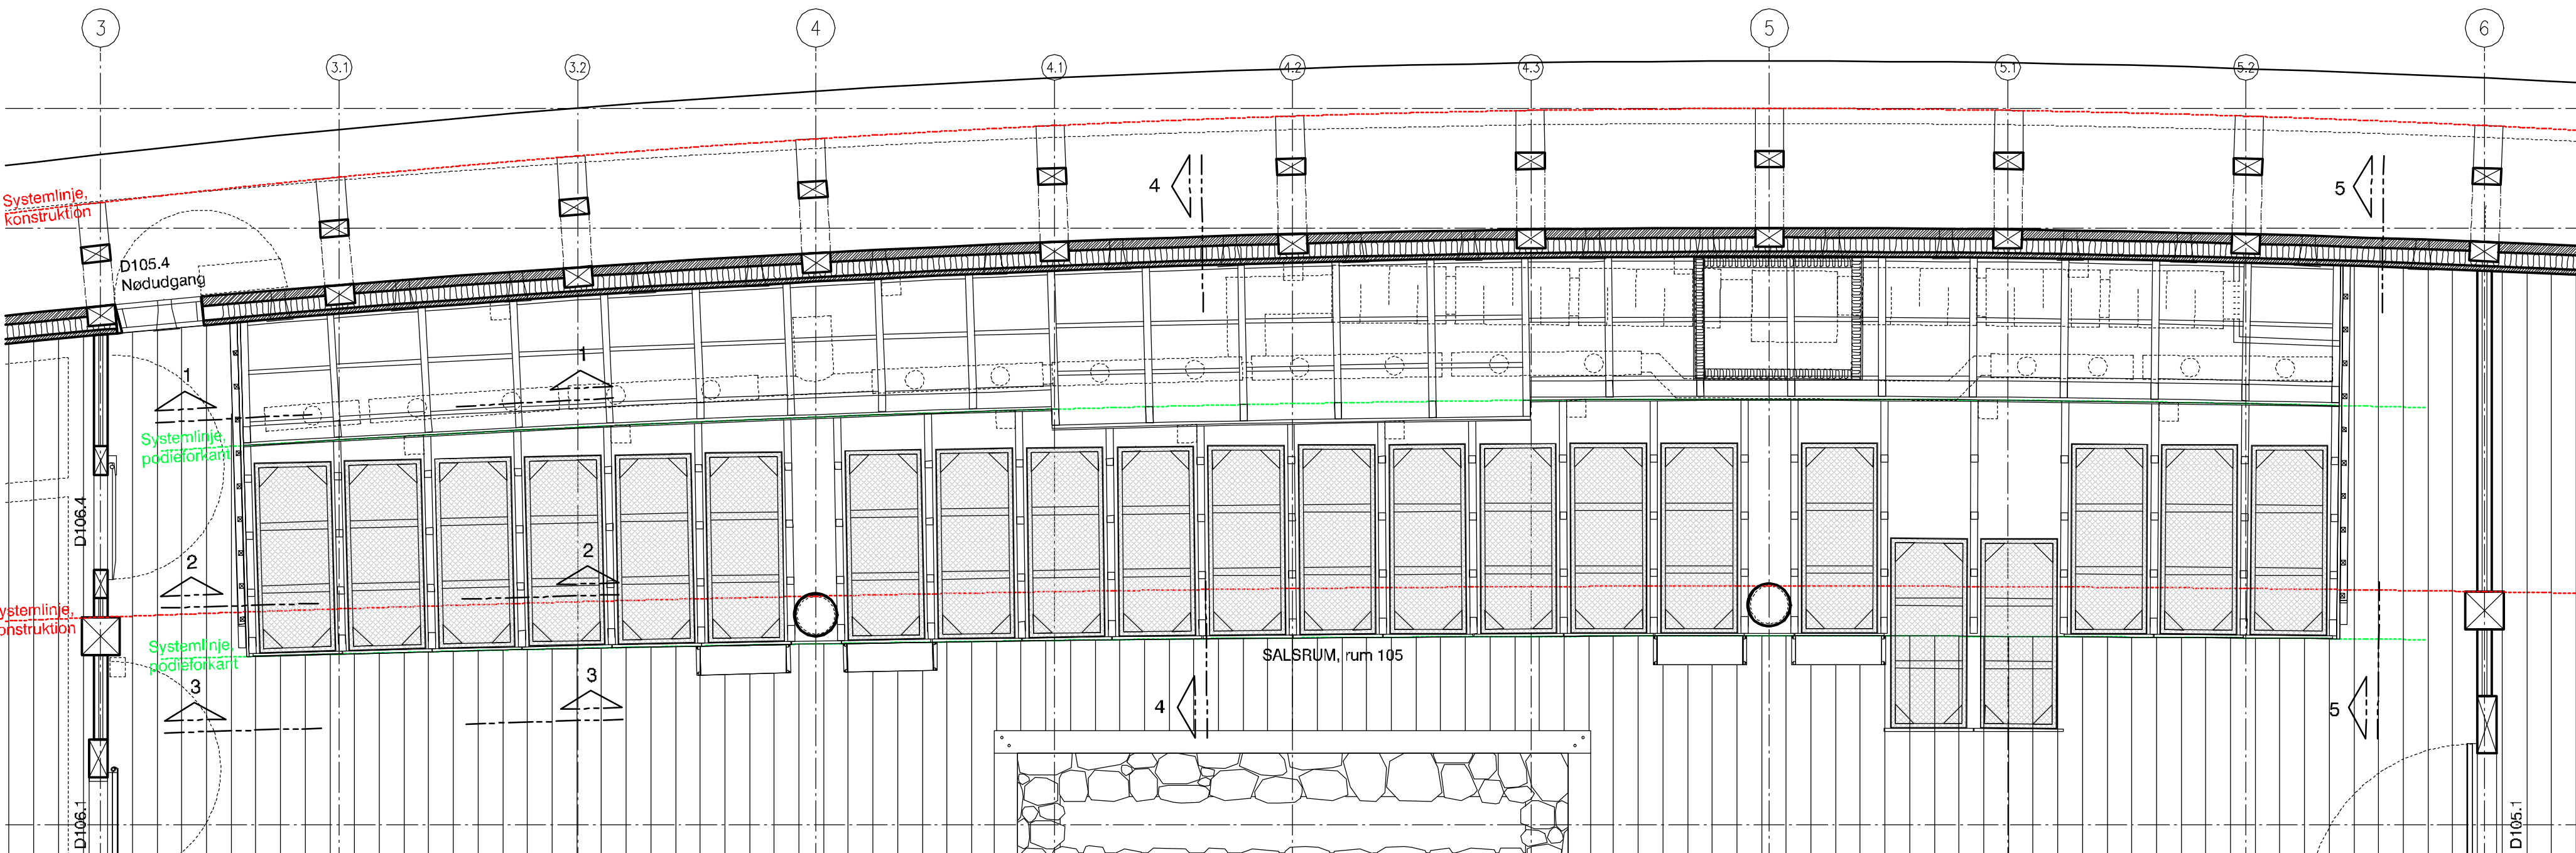 3
4
5
6
3.1
3.2
4.1
4.2
4.3
5.1
5.2
4
5
Systemlinje,
konstruktion
D105.4
Nødudgang
1
1
Systemlinje,
podieforkant
D106.4
2
2
ystemlinje,
onstruktion
Systemlinje,
podieforkant
SALSRUM, rum 105
3
3
4
5
D106.1
D105.1